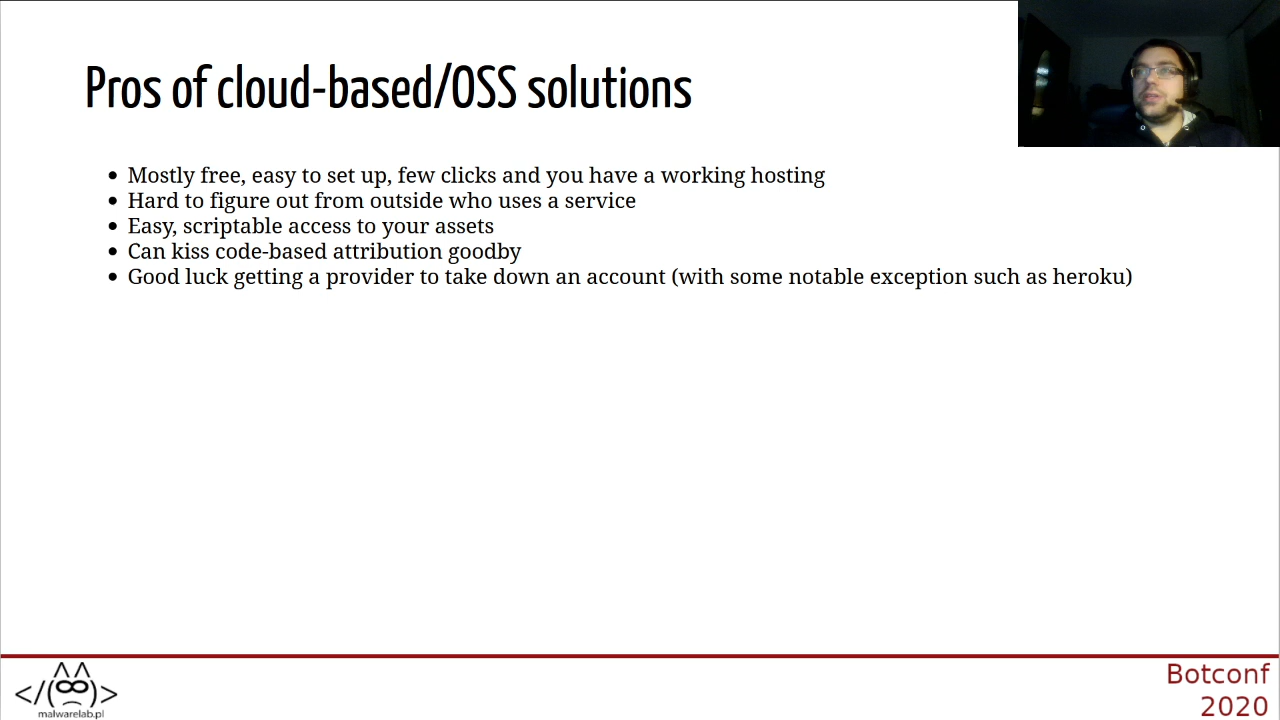 Pros of cloud-based/OSS solutions
Mostly free, easy to set up, few clicks and you have a working hosting
Hard to figure out from outside who uses a service
Easy, scriptable access to your assets
Can kiss code-based attribution goodby
Good luck getting a provider to take down an account (with some notable exception such as heroku)
malwarelab.pl
Botconf
2020